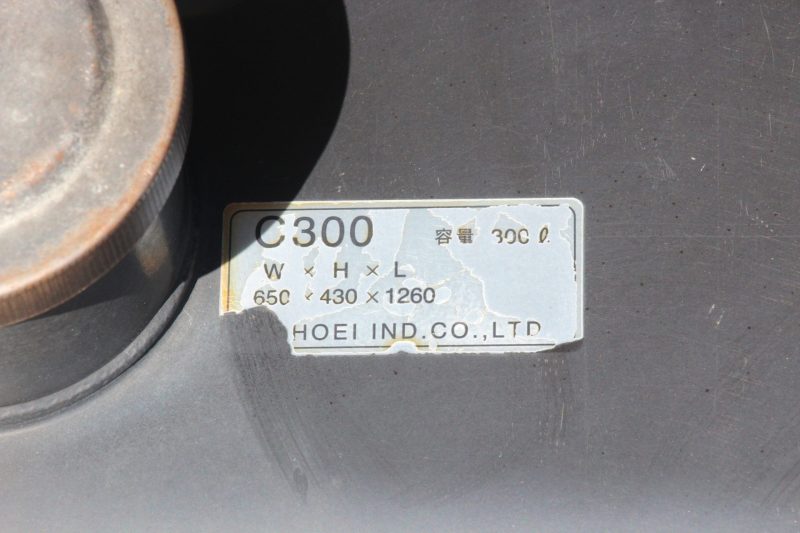 C300 容量 300ℓ
W × H × L
650 × 430 × 1260
HOEI IND.CO.,LTD